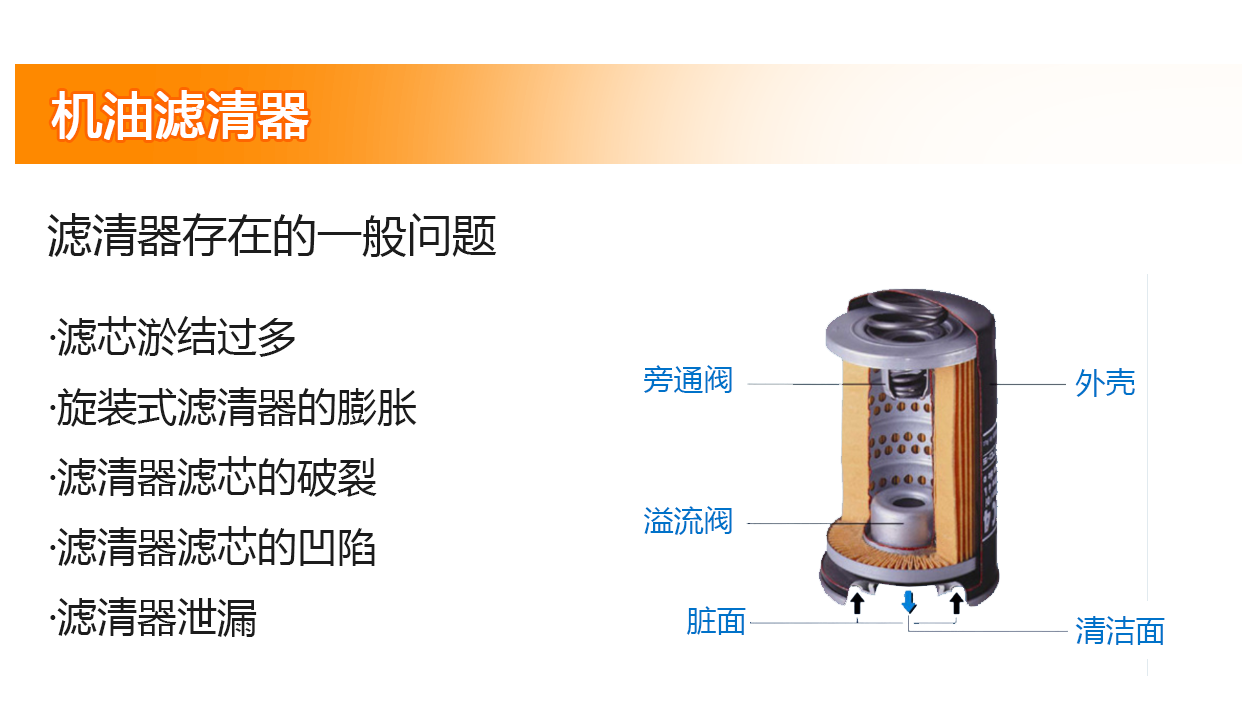 机油滤清器
滤清器存在的一般问题
·滤芯淤结过多
·旋装式滤清器的膨胀
·滤清器滤芯的破裂
·滤清器滤芯的凹陷
·滤清器泄漏
旁通阀
外壳
溢流阀
脏面
清洁面